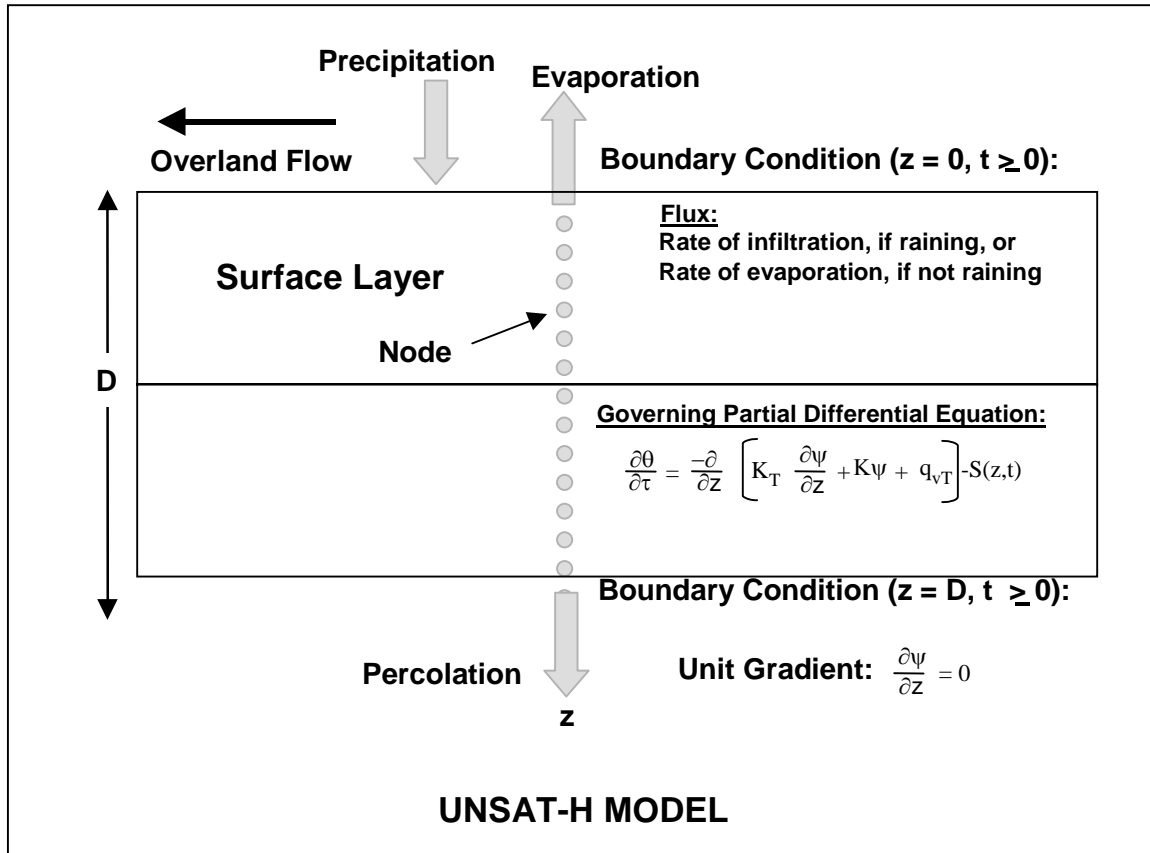 Precipitation
Evaporation
Overland Flow
Boundary Condition (z = 0, t ≥ 0):
Flux:
Rate of infiltration, if raining, or
Rate of evaporation, if not raining
Surface Layer
Node
D
Governing Partial Differential Equation:
∂θ/∂τ = -∂/∂z [K_T ∂ψ/∂z + Kψ + q_vT] -S(z,t)
Boundary Condition (z = D, t ≥ 0):
Percolation
Unit Gradient: ∂ψ/∂z = 0
z
UNSAT-H MODEL